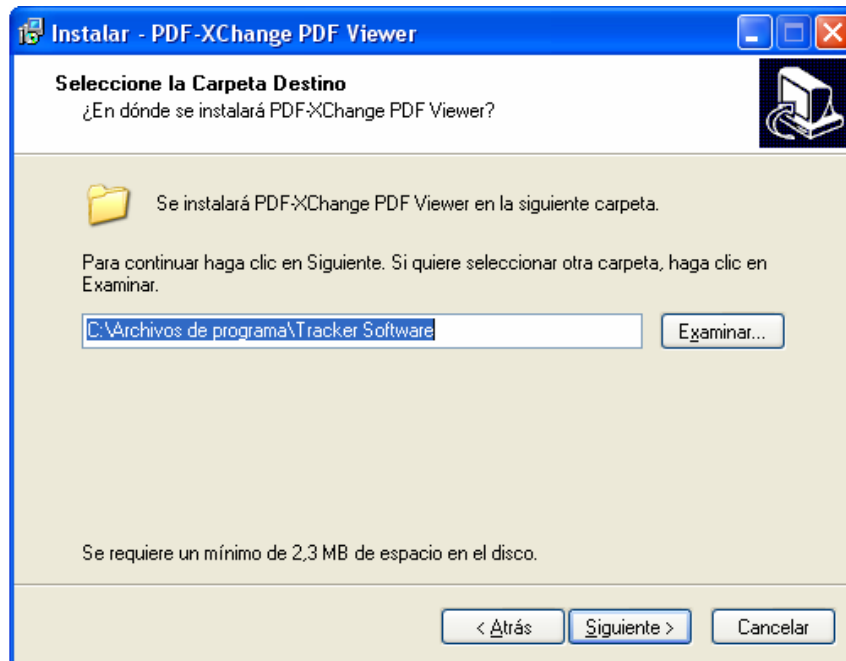 Instalar - PDF-XChange PDF Viewer
Seleccione la Carpeta Destino
¿En dónde se instalará PDF-XChange PDF Viewer?
Se instalará PDF-XChange PDF Viewer en la siguiente carpeta.
Para continuar haga clic en Siguiente. Si quiere seleccionar otra carpeta, haga clic en
Examinar.
C:\Archivos de programa\Tracker Software
Examinar...
Se requiere un mínimo de 2,3 MB de espacio en el disco.
< Atrás
Siguiente >
Cancelar